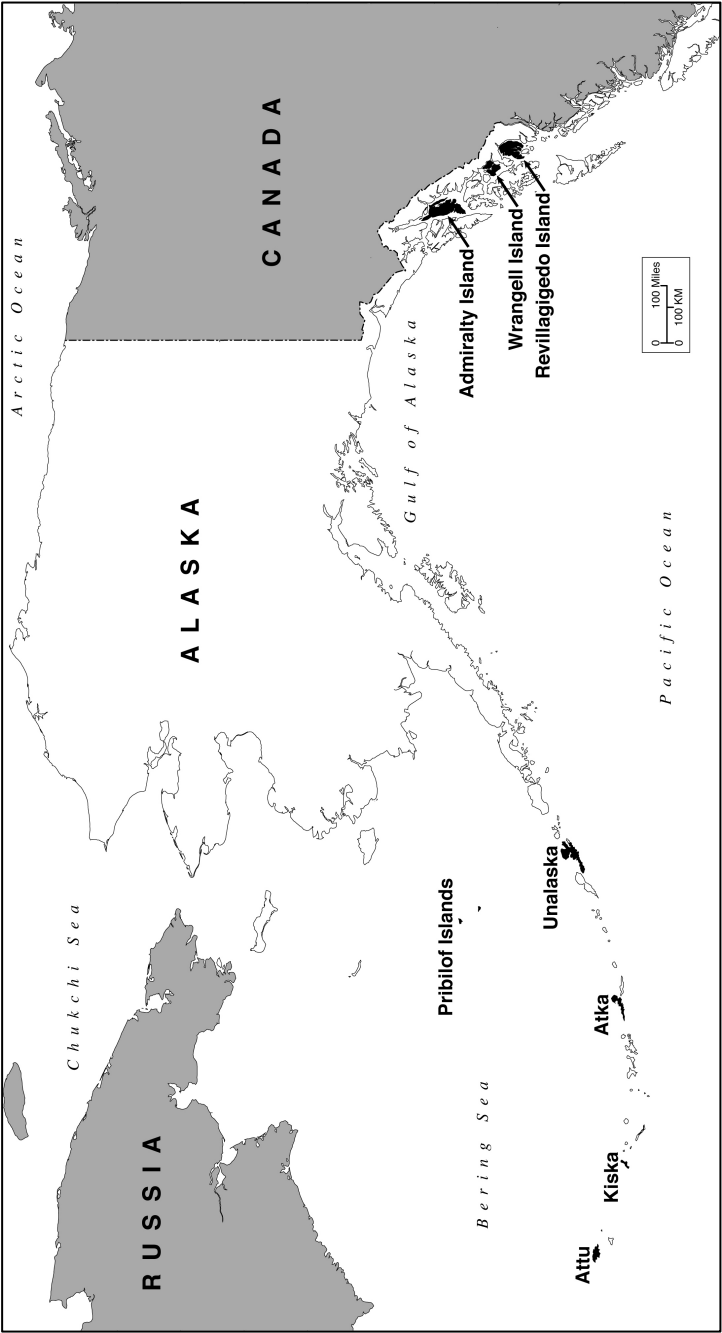 Arctic Ocean
Chukchi Sea
RUSSIA
ALASKA
CANADA
Bering Sea
Pribilof Islands
Gulf of Alaska
Admiralty Island
Wrangell Island
Revillagigedo Island
Attu
Kiska
Atka
Unalaska
Pacific Ocean
0 100 Miles
0 100 KM